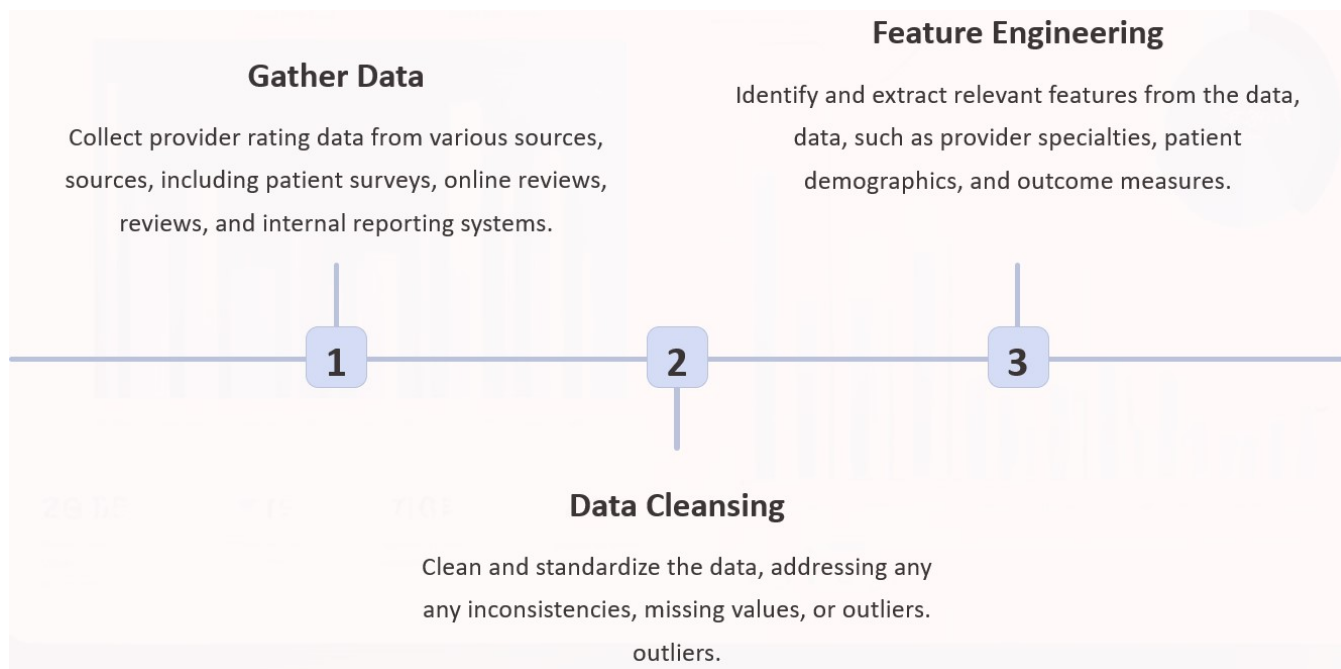 Gather Data
Collect provider rating data from various sources,
sources, including patient surveys, online reviews,
reviews, and internal reporting systems.
1
2
Data Cleansing
Clean and standardize the data, addressing any
any inconsistencies, missing values, or outliers.
outliers.
Feature Engineering
Identify and extract relevant features from the data,
data, such as provider specialties, patient
demographics, and outcome measures.
3